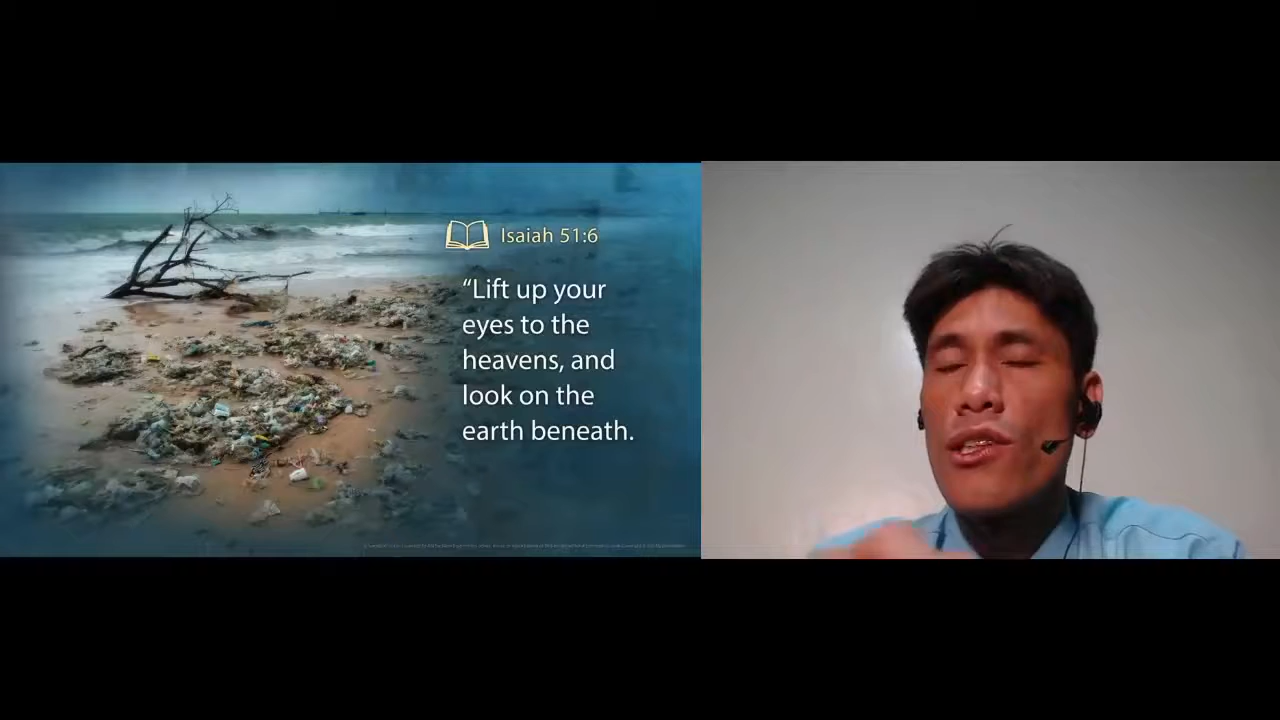 Isaiah 51:6
“Lift up your
eyes to the
heavens, and
look on the
earth beneath.